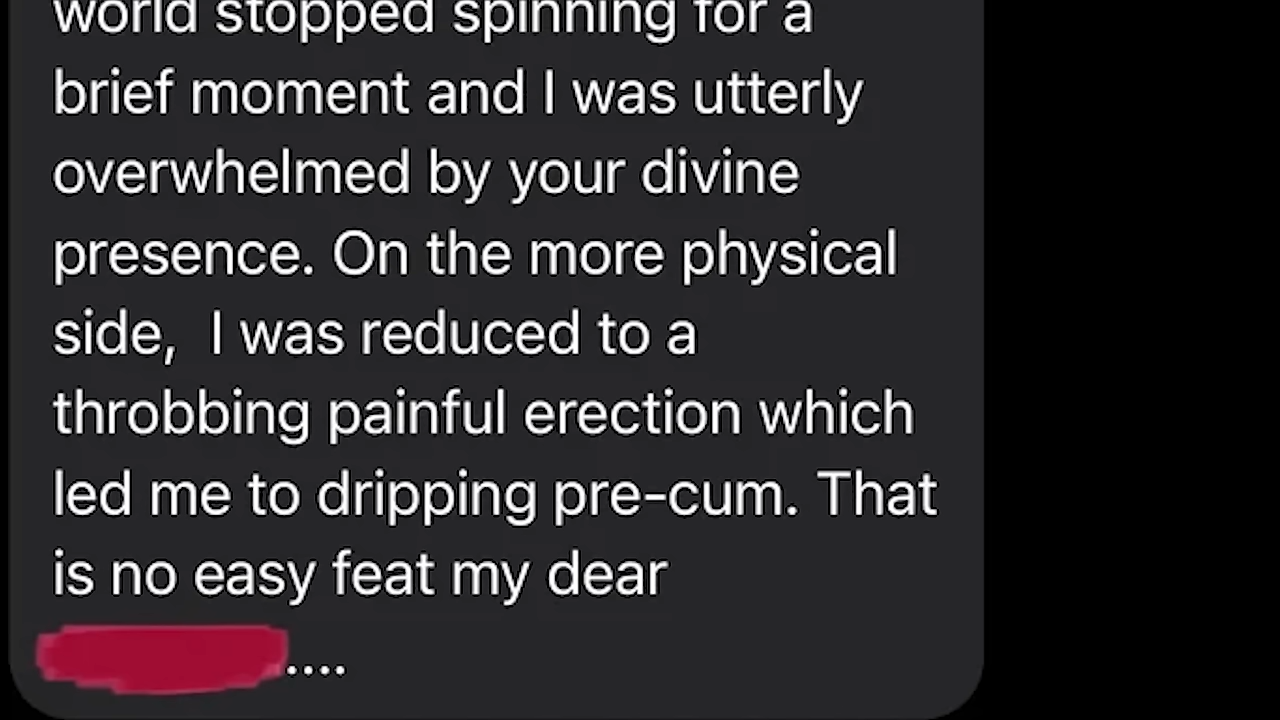 world stopped spinning for a
brief moment and I was utterly
overwhelmed by your divine
presence. On the more physical
side,  I was reduced to a
throbbing painful erection which
led me to dripping pre-cum. That
is no easy feat my dear
....